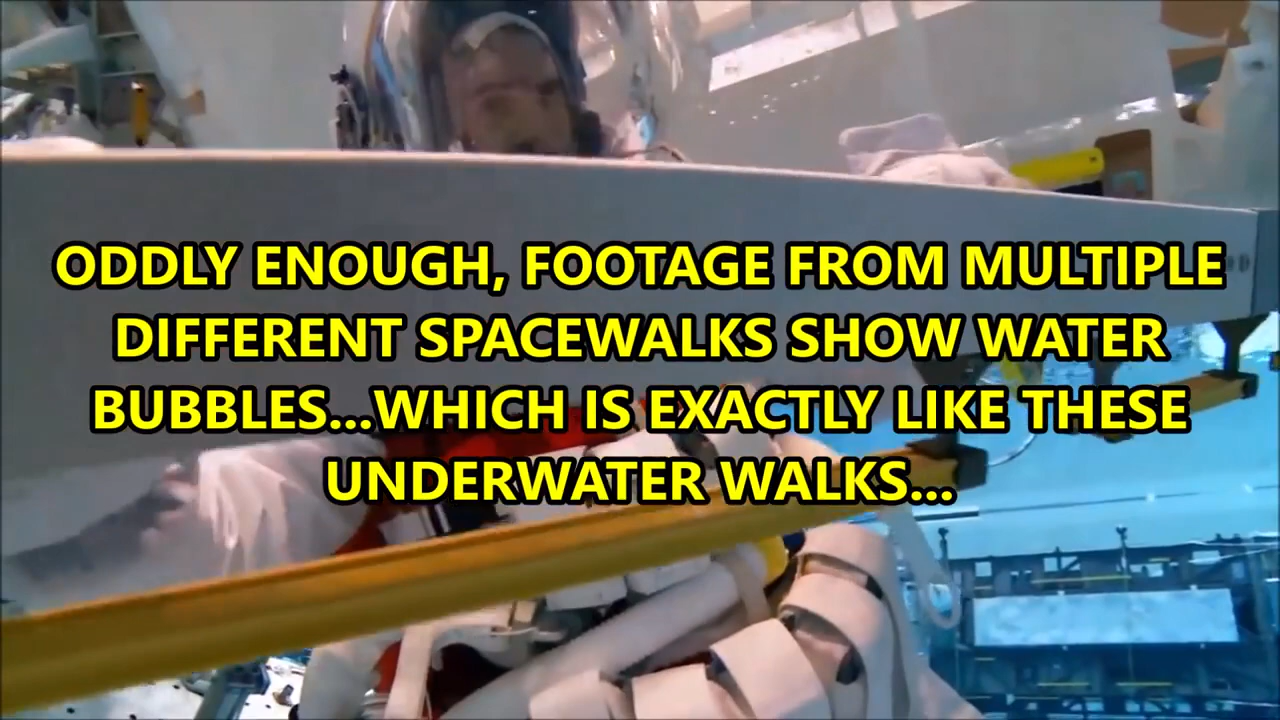 ODDLY ENOUGH, FOOTAGE FROM MULTIPLE
DIFFERENT SPACEWALKS SHOW WATER
BUBBLES...WHICH IS EXACTLY LIKE THESE
UNDERWATER WALKS...